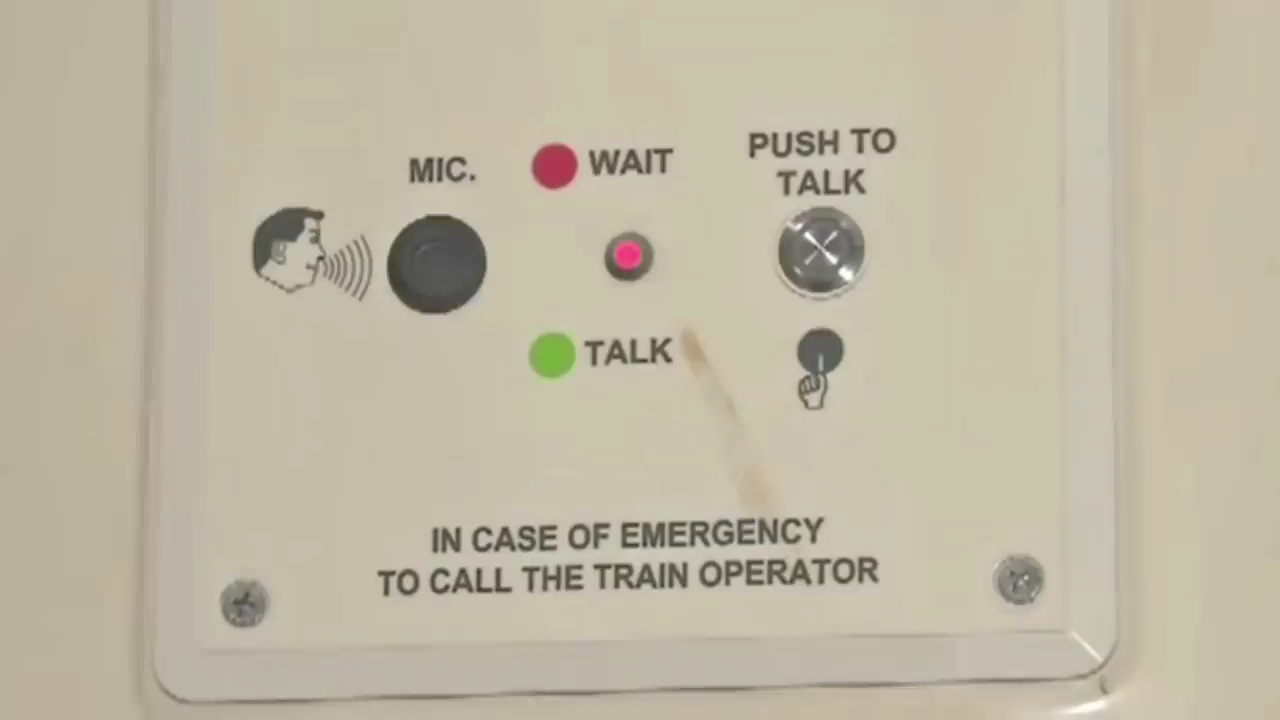 MIC.
WAIT
PUSH TO
TALK
TALK
IN CASE OF EMERGENCY
TO CALL THE TRAIN OPERATOR